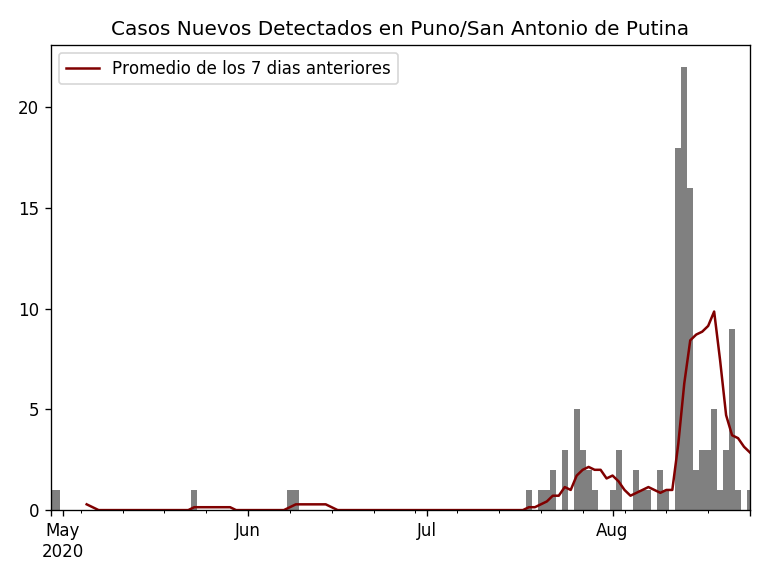 Casos Nuevos Detectados en Puno/San Antonio de Putina
Promedio de los 7 dias anteriores
20
15
10
5
0
May Jun Jul Aug
2020